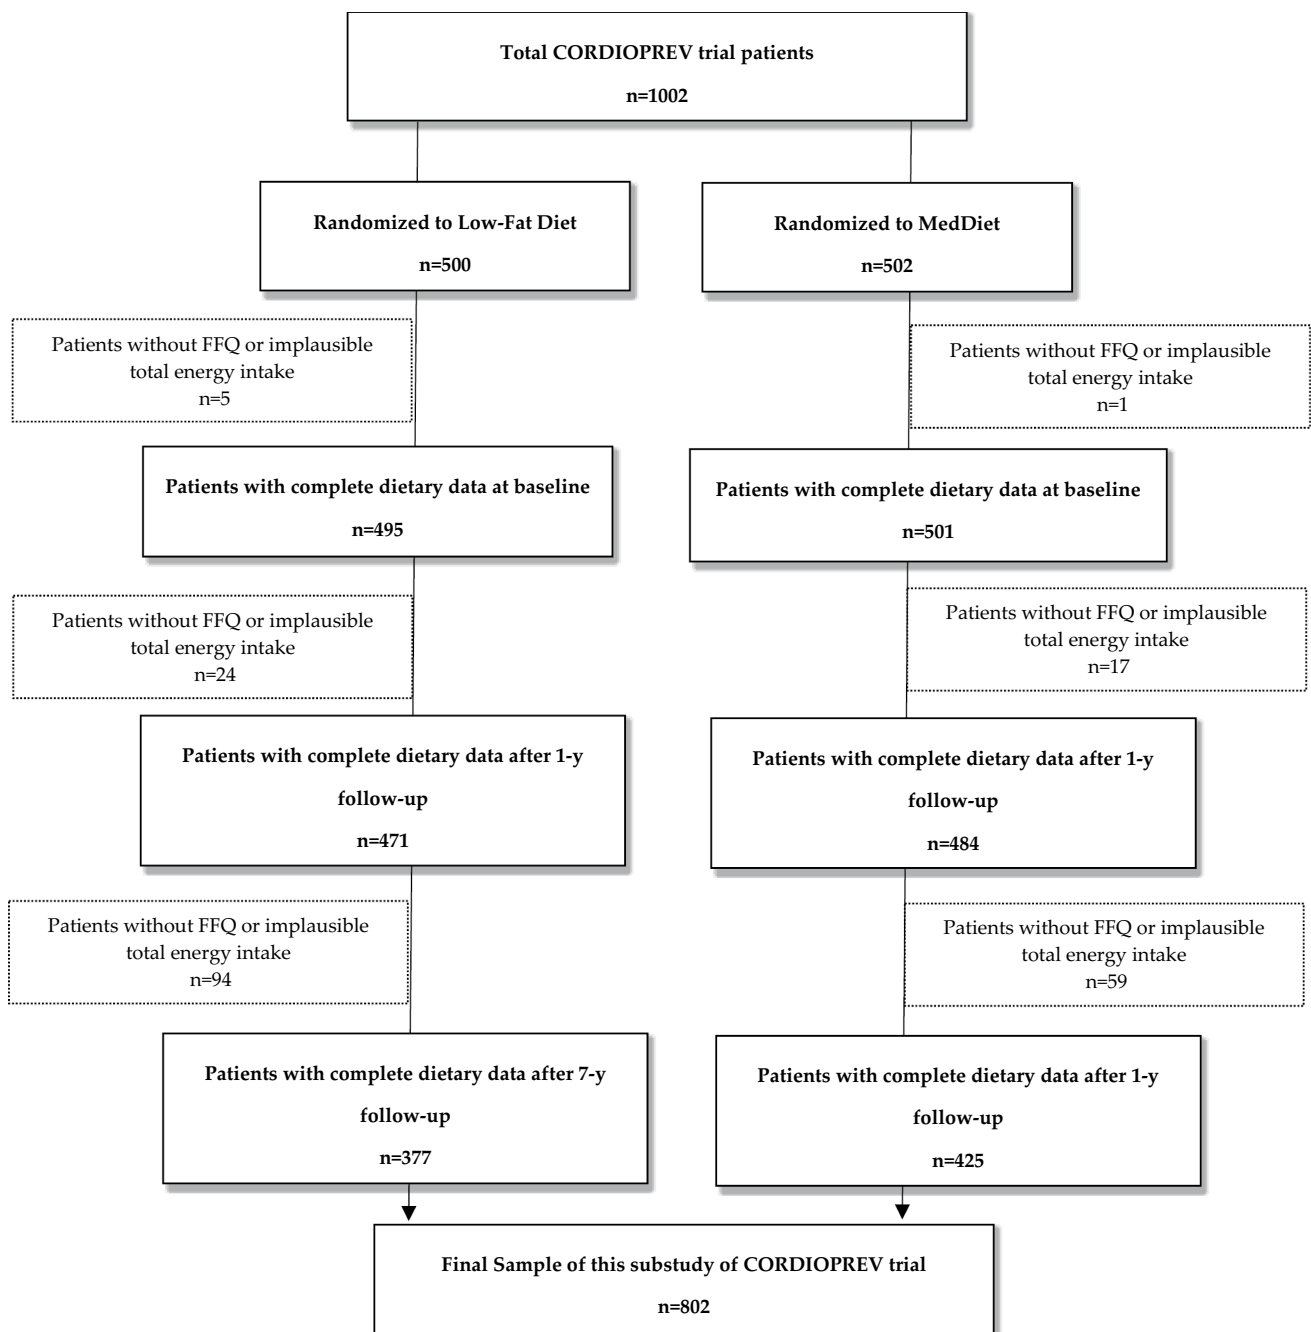 Total CORDIOPREV trial patients
n=1002
Randomized to Low-Fat Diet
n=500
Randomized to MedDiet
n=502
Patients without FFQ or implausible
total energy intake
n=5
Patients without FFQ or implausible
total energy intake
n=1
Patients with complete dietary data at baseline
n=495
Patients with complete dietary data at baseline
n=501
Patients without FFQ or implausible
total energy intake
n=24
Patients without FFQ or implausible
total energy intake
n=17
Patients with complete dietary data after 1-y
follow-up
n=471
Patients with complete dietary data after 1-y
follow-up
n=484
Patients without FFQ or implausible
total energy intake
n=94
Patients without FFQ or implausible
total energy intake
n=59
Patients with complete dietary data after 7-y
follow-up
n=377
Patients with complete dietary data after 1-y
follow-up
n=425
Final Sample of this substudy of CORDIOPREV trial
n=802